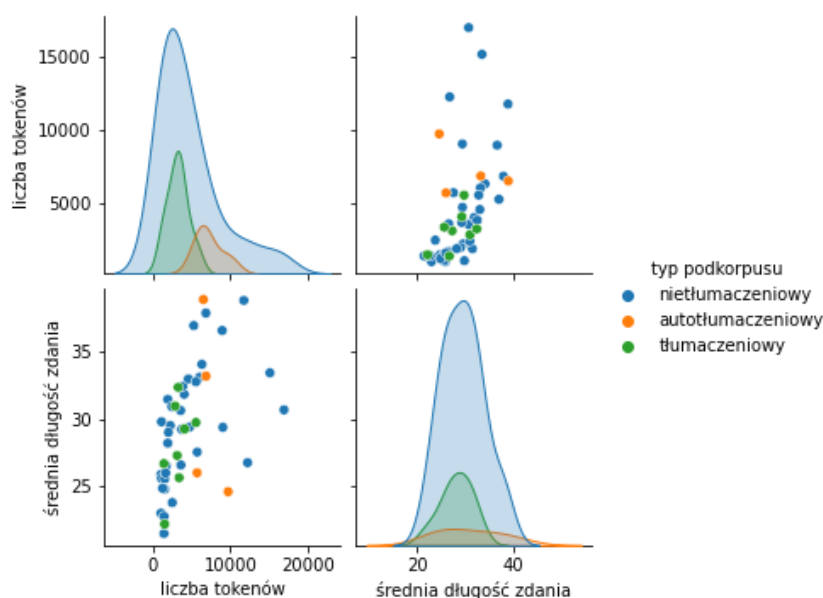 liczba tokenów
15000
10000
5000
średnia długość zdania
35
30
25
0
10000
20000
liczba tokenów
20
40
średnia długość zdania
typ podkorpusu
nietłumaczeniowy
autotłumaczeniowy
tłumaczeniowy